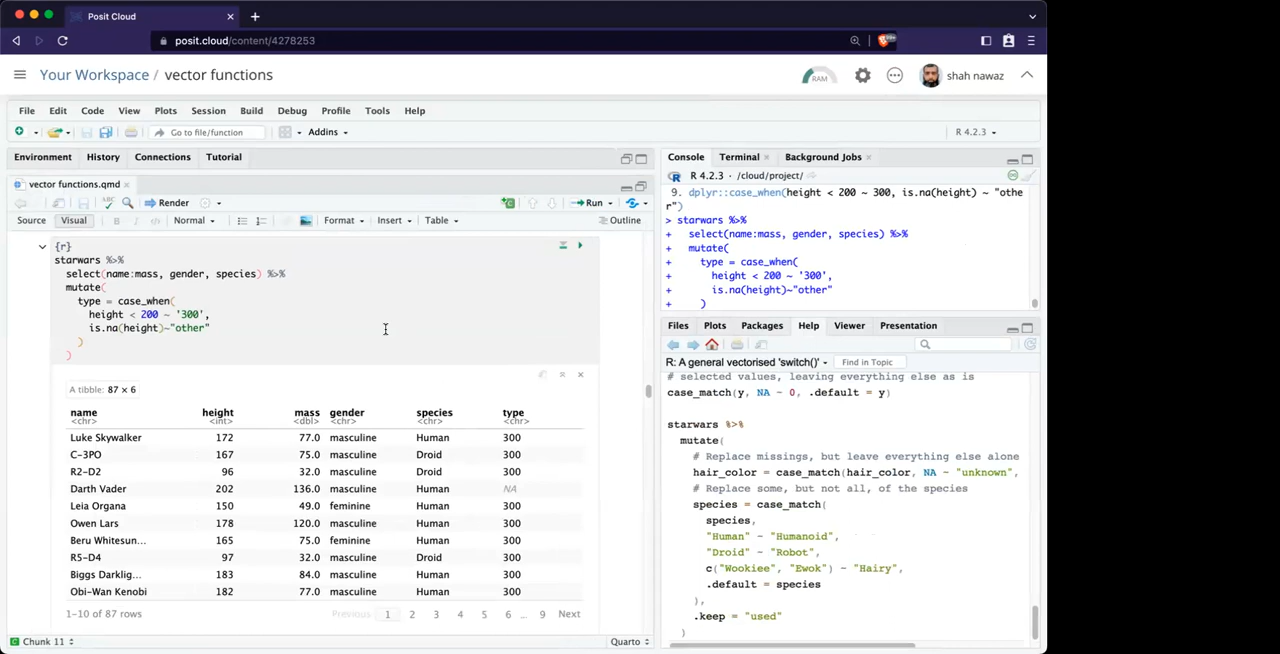 Posit Cloud
posit.cloud/content/4278253
Your Workspace / vector functions
RAM
shah nawaz
File Edit Code View Plots Session Build Debug Profile Tools Help
Go to file/function
Addins
R 4.2.3
Environment History Connections Tutorial
vector functions.qmd
ABC
Render
Run
Source Visual B I </> Normal Format Insert Table Outline
{r}
starwars %>%
select(name:mass, gender, species) %>%
mutate(
type = case_when(
height < 200 ~ '300',
is.na(height)~"other"
)
)
A tibble: 87 × 6
name height mass gender species type
<chr> <int> <dbl> <chr> <chr> <chr>
Luke Skywalker 172 77.0 masculine Human 300
C-3PO 167 75.0 masculine Droid 300
R2-D2 96 32.0 masculine Droid 300
Darth Vader 202 136.0 masculine Human NA
Leia Organa 150 49.0 feminine Human 300
Owen Lars 178 120.0 masculine Human 300
Beru Whitesun... 165 75.0 feminine Human 300
R5-D4 97 32.0 masculine Droid 300
Biggs Darklig... 183 84.0 masculine Human 300
Obi-Wan Kenobi 182 77.0 masculine Human 300
1-10 of 87 rows
Previous 1 2 3 4 5 6 ... 9 Next
Chunk 11
Quarto
Console Terminal Background Jobs
R 4.2.3 · /cloud/project/
9. dplyr::case_when(height < 200 ~ 300, is.na(height) ~ "othe
r")
> starwars %>%
+ select(name:mass, gender, species) %>%
+ mutate(
+ type = case_when(
+ height < 200 ~ '300',
+ is.na(height)~"other"
+ )
Files Plots Packages Help Viewer Presentation
R: A general vectorised 'switch()'
Find in Topic
# selected values, leaving everything else as is
case_match(y, NA ~ 0, .default = y)
starwars %>%
mutate(
# Replace missings, but leave everything else alone
hair_color = case_match(hair_color, NA ~ "unknown",
# Replace some, but not all, of the species
species = case_match(
species,
"Human" ~ "Humanoid",
"Droid" ~ "Robot",
c("Wookiee", "Ewok") ~ "Hairy",
.default = species
),
.keep = "used"
)